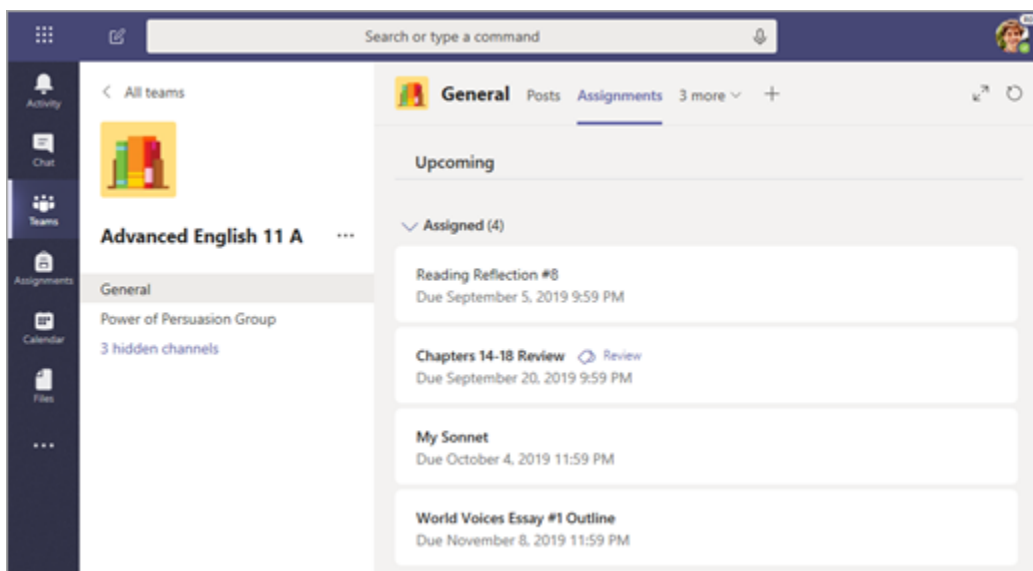 Search or type a command
Activity
Chat
Teams
Assignments
Calendar
Files
All teams
Advanced English 11 A
General
Power of Persuasion Group
3 hidden channels
General Posts Assignments 3 more
Upcoming
Assigned (4)
Reading Reflection #8
Due September 5, 2019 9:59 PM
Chapters 14-18 Review Review
Due September 20, 2019 9:59 PM
My Sonnet
Due October 4, 2019 11:59 PM
World Voices Essay #1 Outline
Due November 8, 2019 11:59 PM